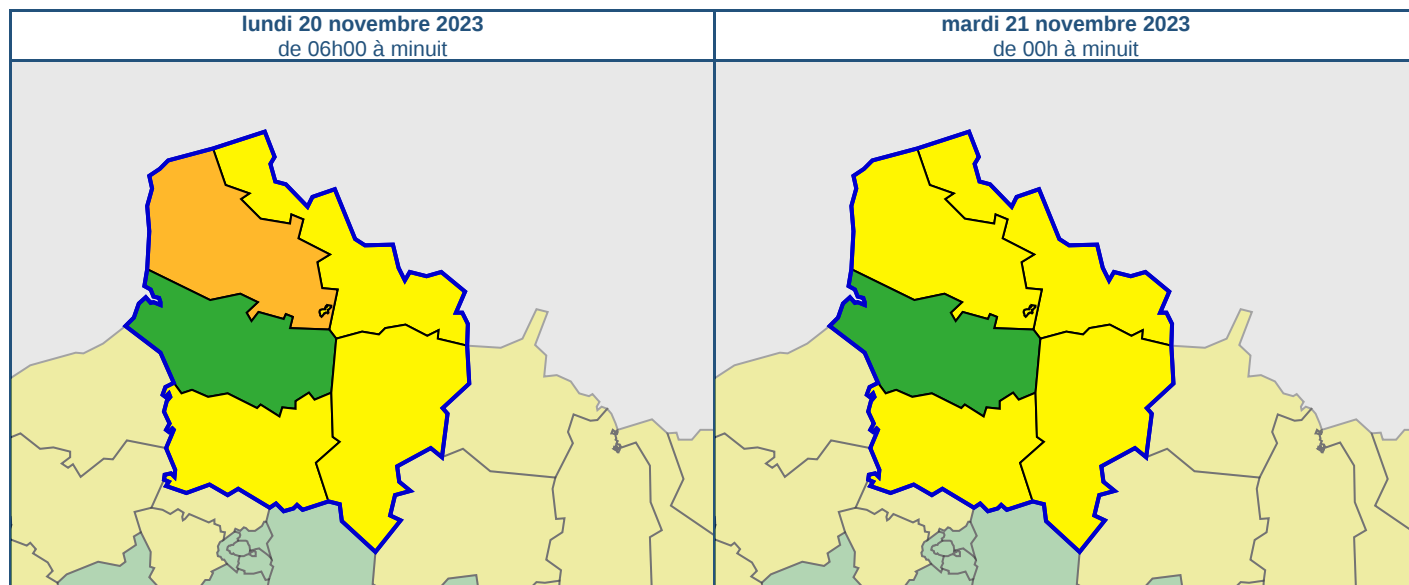 lundi 20 novembre 2023
de 06h00 à minuit
mardi 21 novembre 2023
de 00h à minuit